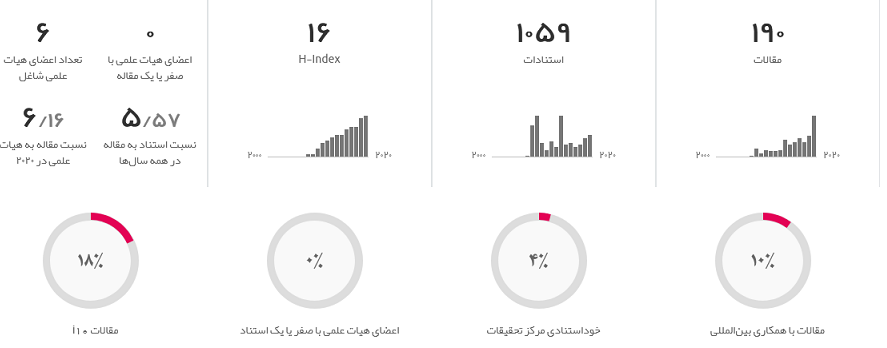 ۱۹۰
مقالات
۲۰۰۰
۲۰۲۰
۱۰۵۹
استنادات
۲۰۰۰
۲۰۲۰
۱۶
H-Index
۲۰۰۰
۲۰۲۰
۰
اعضای هیات علمی با
صفر یا یک مقاله
۶
تعداد اعضای هیات
علمی شاغل
۵/۵۷
نسبت استناد به مقاله
در همه سال‌ها
۶/۱۶
نسبت مقاله به هیات
علمی در ۲۰۲۰
۱۰٪
مقالات با همکاری بین‌المللی
۴٪
خوداستنادی مرکز تحقیقات
۰٪
اعضای هیات علمی با صفر یا یک استناد
۱۸٪
مقالات i۱۰